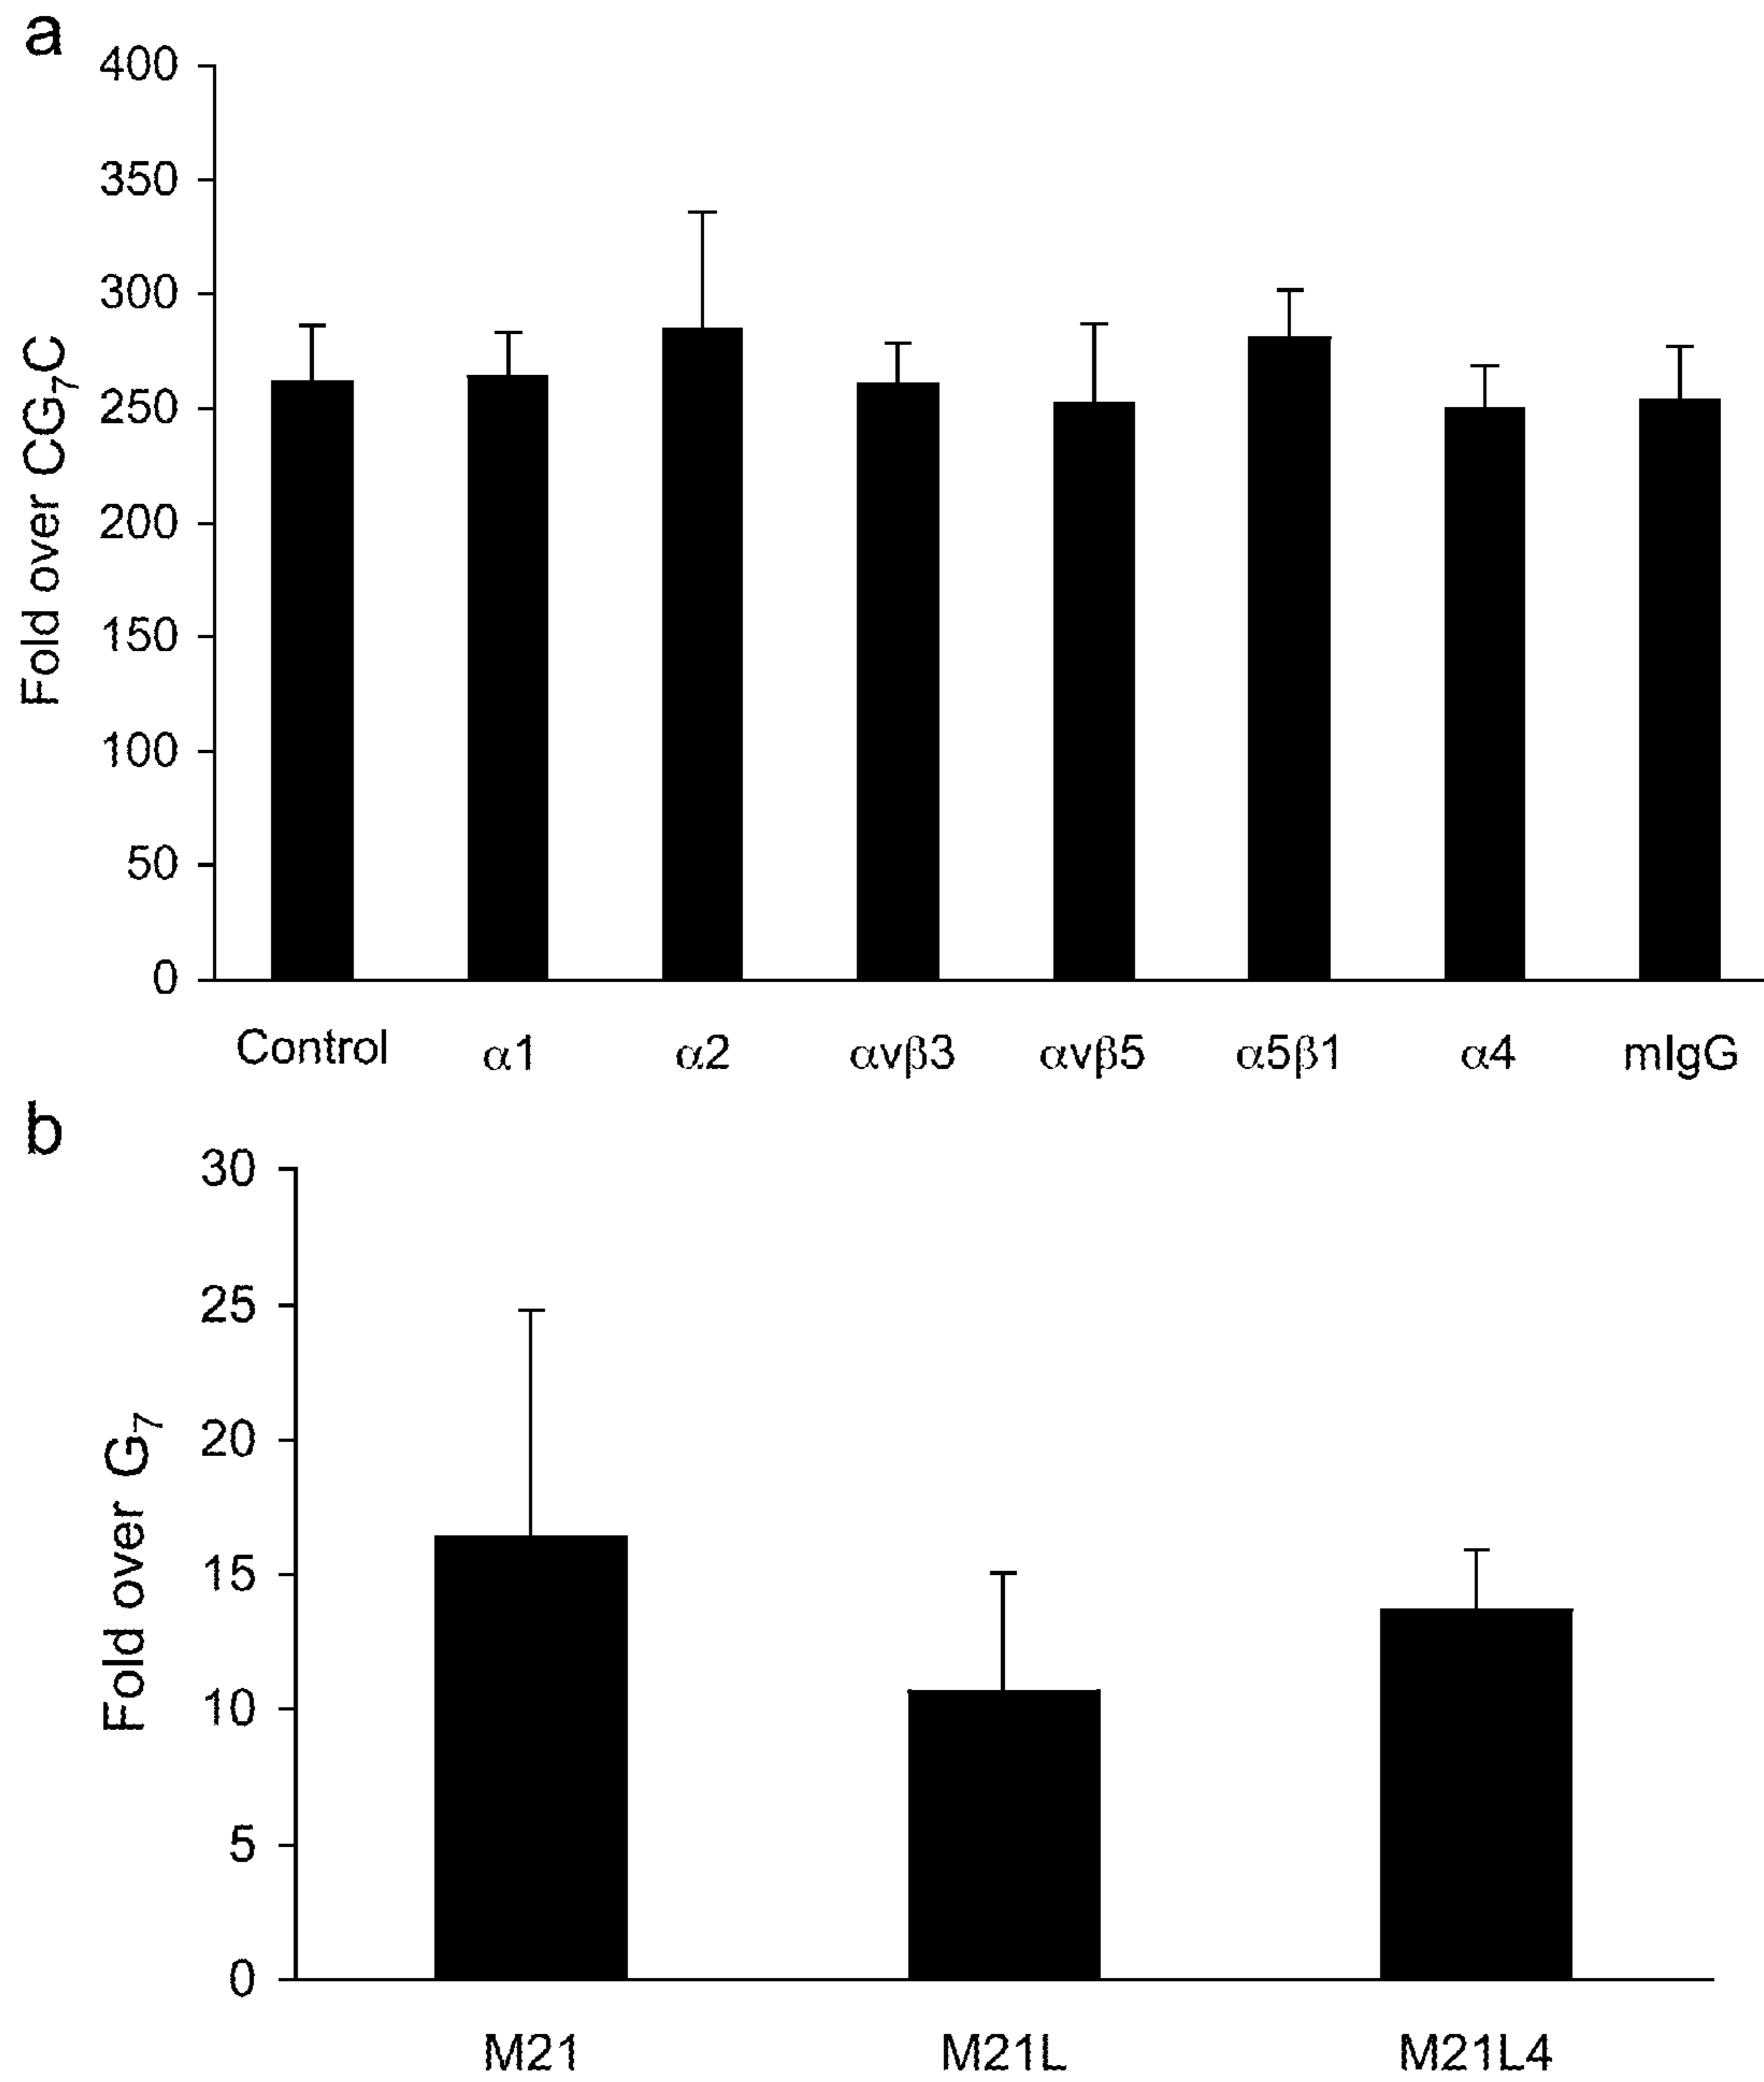 a
400
350
300
250
200
150
100
50
0
Fold over CG₇C
Control α1 α2 αvβ3 αvβ5 α5β1 α4 mIgG
b
30
25
20
15
10
5
0
Fold over G₇
M21 M21L M21L4